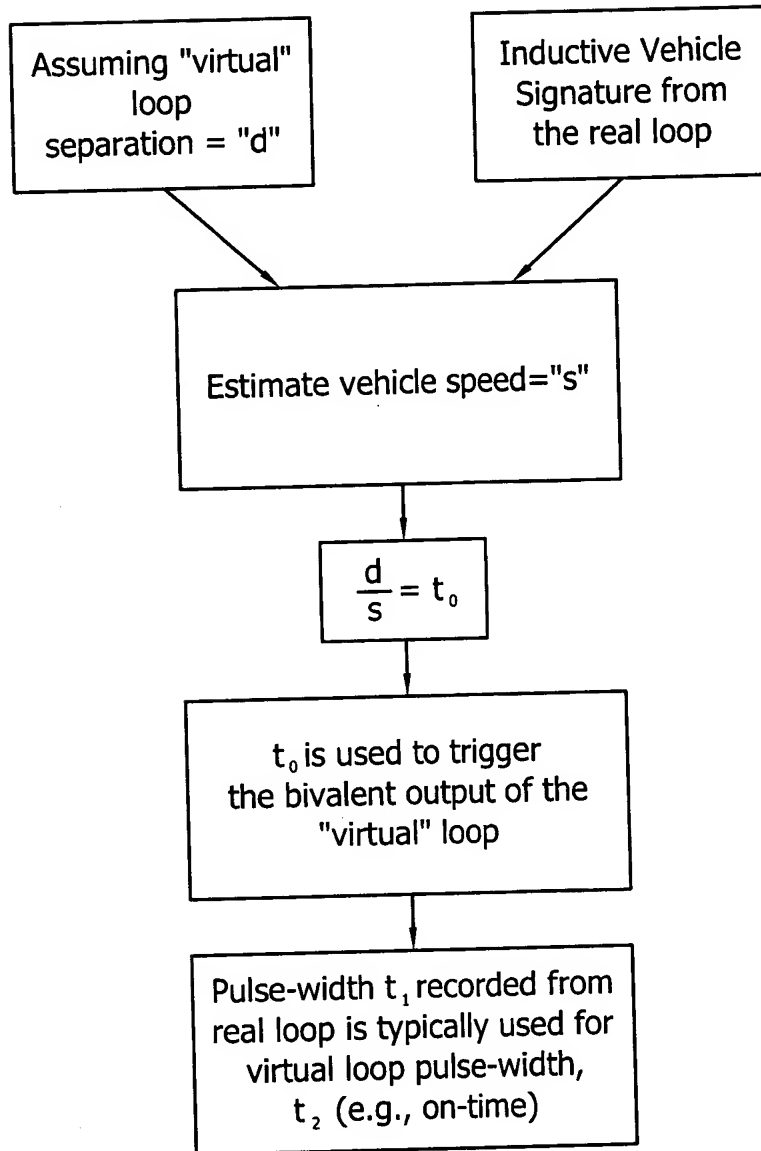 Assuming "virtual"
loop
separation = "d"
Inductive Vehicle
Signature from
the real loop
Estimate vehicle speed="s"
d/s = t₀
t₀ is used to trigger
the bivalent output of the
"virtual" loop
Pulse-width t₁ recorded from
real loop is typically used for
virtual loop pulse-width,
t₂ (e.g., on-time)